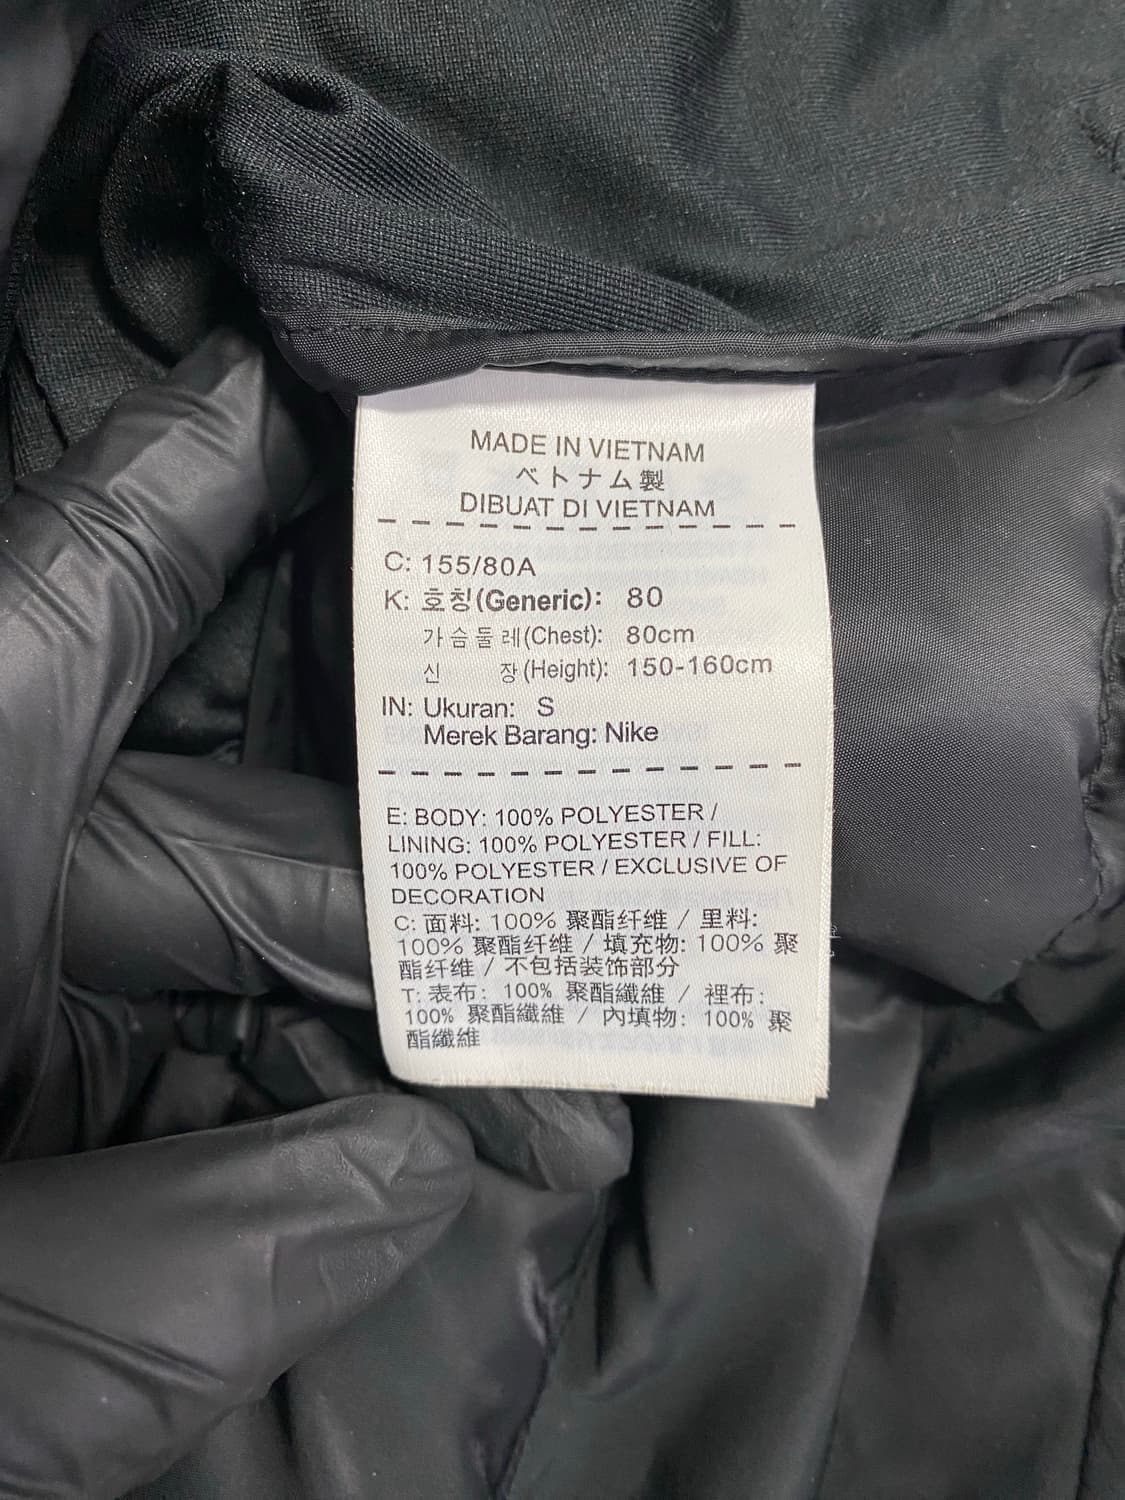 MADE IN VIETNAM
ベトナム製
DIBUAT DI VIETNAM
C: 155/80A
K: 호칭(Generic): 80
가슴둘레(Chest): 80cm
신 장(Height): 150-160cm
IN: Ukuran: S
Merek Barang: Nike
E: BODY: 100% POLYESTER /
LINING: 100% POLYESTER / FILL:
100% POLYESTER / EXCLUSIVE OF
DECORATION
C: 面料: 100% 聚酯纤维 / 里料:
100% 聚酯纤维 / 填充物: 100% 聚
酯纤维 / 不包括装饰部分
T: 表布: 100% 聚酯纖維 / 裡布:
100% 聚酯纖維 / 內填物: 100% 聚
酯纖維